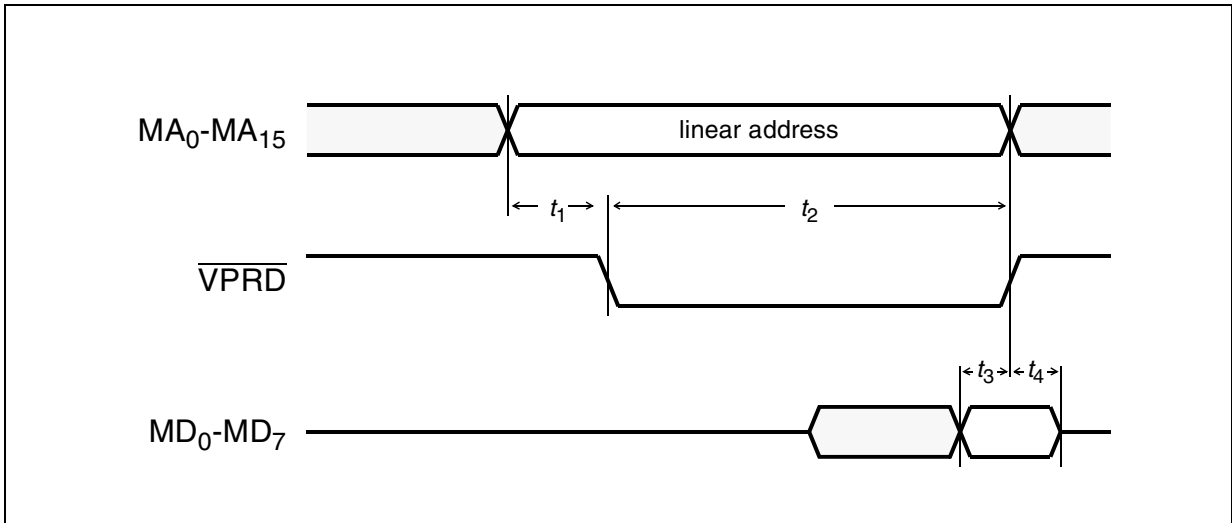 MA₀-MA₁₅
linear address
t₁
t₂
VPRD
t₃
t₄
MD₀-MD₇